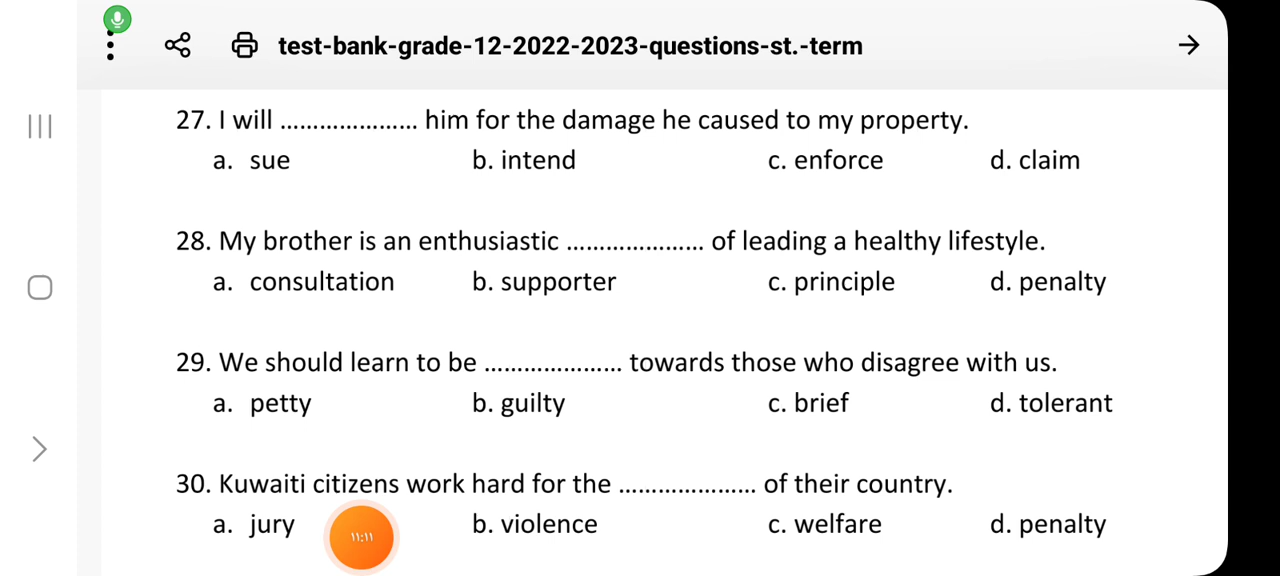 test-bank-grade-12-2022-2023-questions-st.-term
27. I will ..................... him for the damage he caused to my property.
a. sue b. intend c. enforce d. claim
28. My brother is an enthusiastic ..................... of leading a healthy lifestyle.
a. consultation b. supporter c. principle d. penalty
29. We should learn to be ..................... towards those who disagree with us.
a. petty b. guilty c. brief d. tolerant
30. Kuwaiti citizens work hard for the ..................... of their country.
a. jury b. violence c. welfare d. penalty
١١:١١